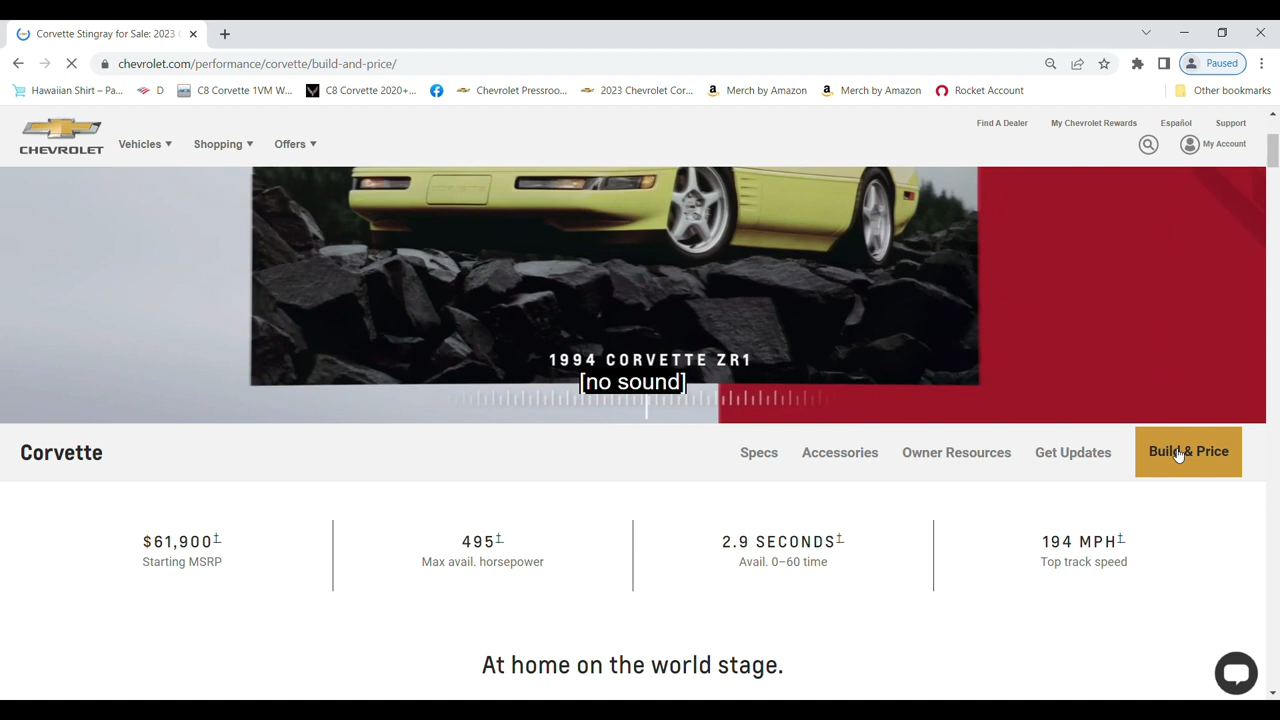 Corvette Stingray for Sale: 2023
chevrolet.com/performance/corvette/build-and-price/
Paused
Hawaiian Shirt – Pa...
D
C8 Corvette 1VM W...
C8 Corvette 2020+...
Chevrolet Pressroo...
2023 Chevrolet Cor...
Merch by Amazon
Merch by Amazon
Rocket Account
Other bookmarks
Find A Dealer
My Chevrolet Rewards
Español
Support
CHEVROLET
Vehicles
Shopping
Offers
My Account
1994 CORVETTE ZR1
[no sound]
Corvette
Specs
Accessories
Owner Resources
Get Updates
Build & Price
$61,900†
Starting MSRP
495†
Max avail. horsepower
2.9 SECONDS†
Avail. 0–60 time
194 MPH†
Top track speed
At home on the world stage.